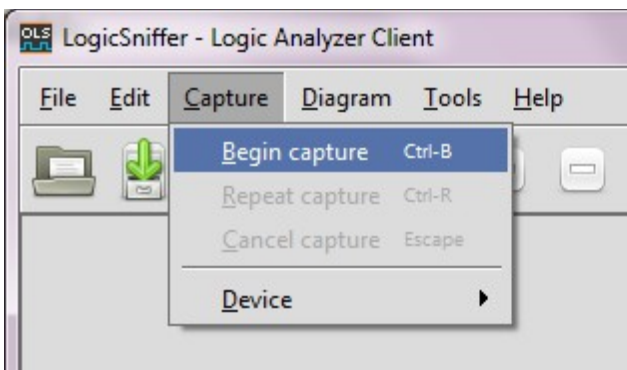 OLS LogicSniffer - Logic Analyzer Client
File Edit Capture Diagram Tools Help
Begin capture Ctrl-B
Repeat capture Ctrl-R
Cancel capture Escape
Device